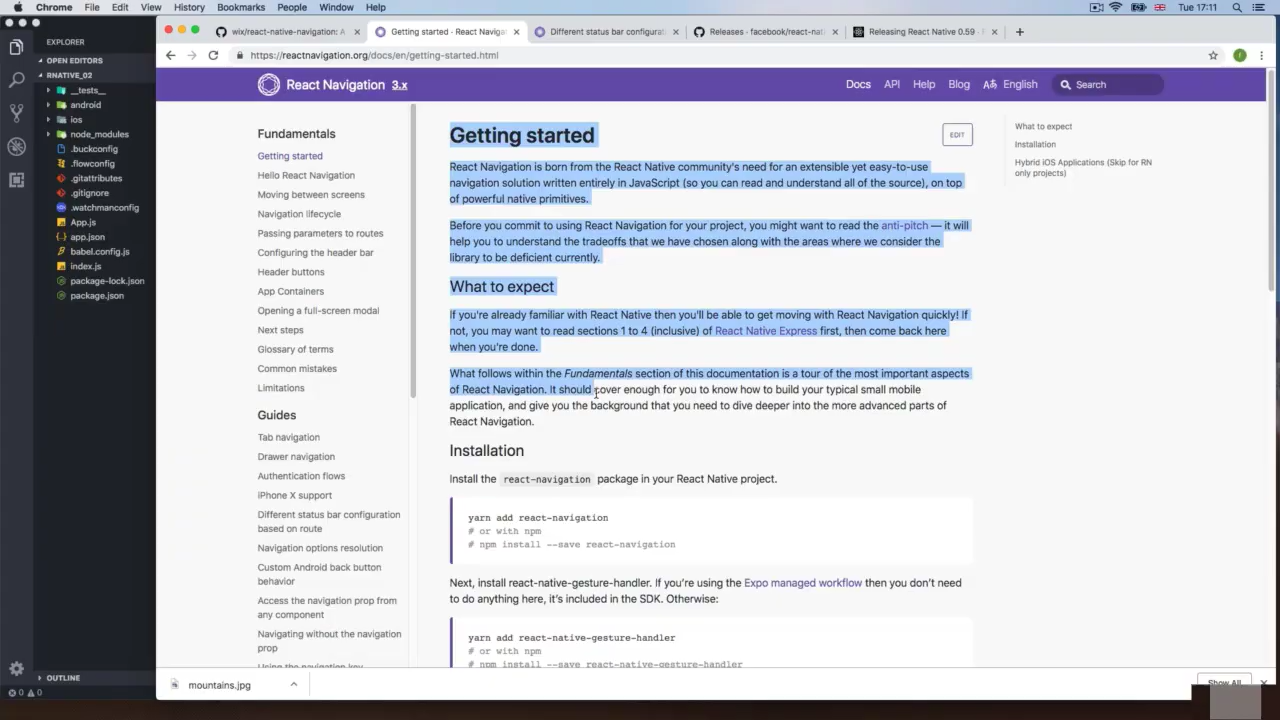 Chrome File Edit View History Bookmarks People Window Help Tue 17:11
wix/react-native-navigation: A Getting started · React Navigat Different status bar configurat Releases · facebook/react-nati Releasing React Native 0.59 ·
https://reactnavigation.org/docs/en/getting-started.html
EXPLORER
OPEN EDITORS
RNATIVE_02
__tests__
android
ios
node_modules
.buckconfig
.flowconfig
.gitattributes
.gitignore
.watchmanconfig
App.js
app.json
babel.config.js
index.js
package-lock.json
package.json
OUTLINE
0 0
React Navigation 3.x
Docs API Help Blog English Search
Fundamentals
Getting started
Hello React Navigation
Moving between screens
Navigation lifecycle
Passing parameters to routes
Configuring the header bar
Header buttons
App Containers
Opening a full-screen modal
Next steps
Glossary of terms
Common mistakes
Limitations
Guides
Tab navigation
Drawer navigation
Authentication flows
iPhone X support
Different status bar configuration
based on route
Navigation options resolution
Custom Android back button
behavior
Access the navigation prop from
any component
Navigating without the navigation
prop
Using the navigation key
Getting started
EDIT
React Navigation is born from the React Native community's need for an extensible yet easy-to-use
navigation solution written entirely in JavaScript (so you can read and understand all of the source), on top
of powerful native primitives.
Before you commit to using React Navigation for your project, you might want to read the anti-pitch — it will
help you to understand the tradeoffs that we have chosen along with the areas where we consider the
library to be deficient currently.
What to expect
If you're already familiar with React Native then you'll be able to get moving with React Navigation quickly! If
not, you may want to read sections 1 to 4 (inclusive) of React Native Express first, then come back here
when you're done.
What follows within the Fundamentals section of this documentation is a tour of the most important aspects
of React Navigation. It should cover enough for you to know how to build your typical small mobile
application, and give you the background that you need to dive deeper into the more advanced parts of
React Navigation.
Installation
Install the react-navigation package in your React Native project.
yarn add react-navigation
# or with npm
# npm install --save react-navigation
Next, install react-native-gesture-handler. If you're using the Expo managed workflow then you don't need
to do anything here, it's included in the SDK. Otherwise:
yarn add react-native-gesture-handler
# or with npm
# npm install --save react-native-gesture-handler
What to expect
Installation
Hybrid iOS Applications (Skip for RN
only projects)
mountains.jpg
Show All